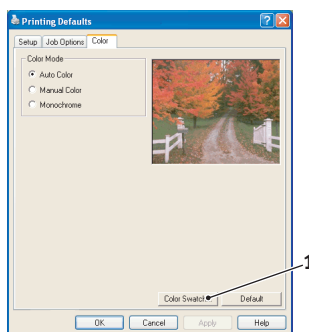 Printing Defaults
Setup Job Options Color
Color Mode
Auto Color
Manual Color
Monochrome
1
Color Swatch... Default
OK Cancel Apply Help